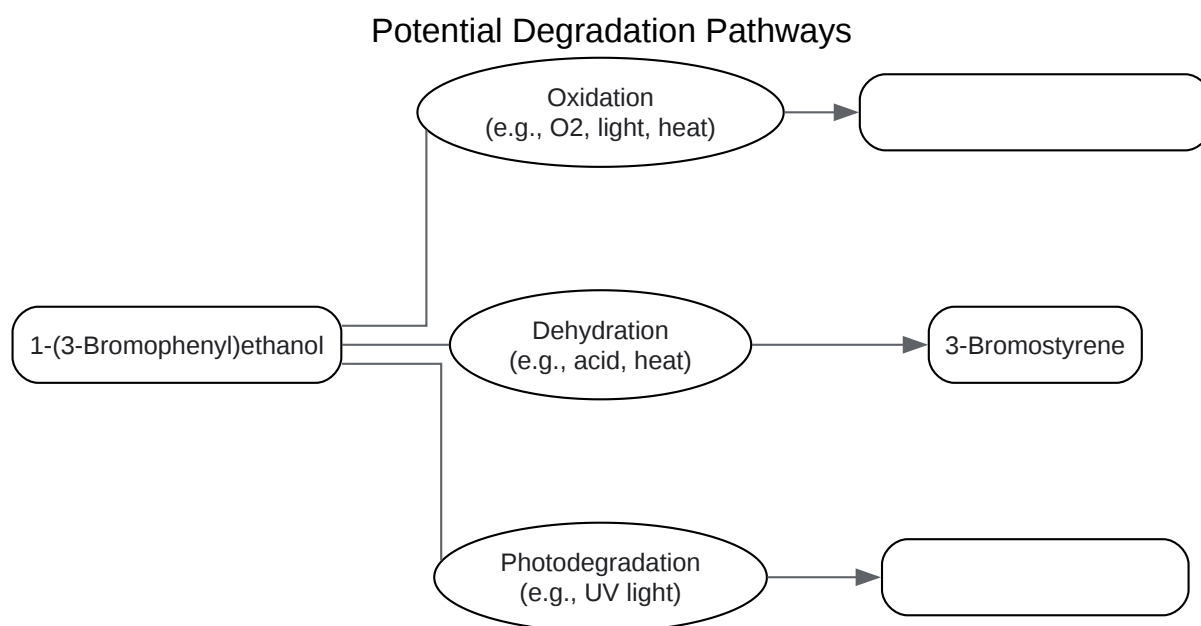 Potential Degradation Pathways
Oxidation
(e.g., O2, light, heat)
1-(3-Bromophenyl)ethanol
Dehydration
(e.g., acid, heat)
3-Bromostyrene
Photodegradation
(e.g., UV light)